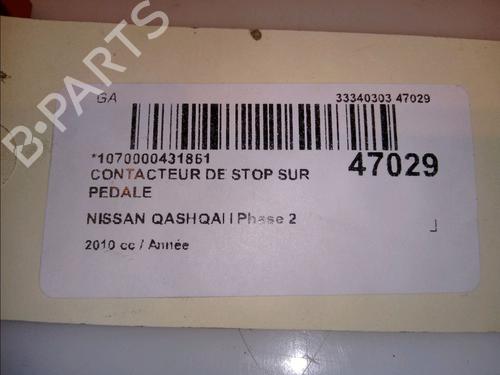 GA
33340303 47029
*1070000431861
47029
CONTACTEUR DE STOP SUR
PEDALE
NISSAN QASHQAI I Phase 2
2010 cc / Année
B-PARTS